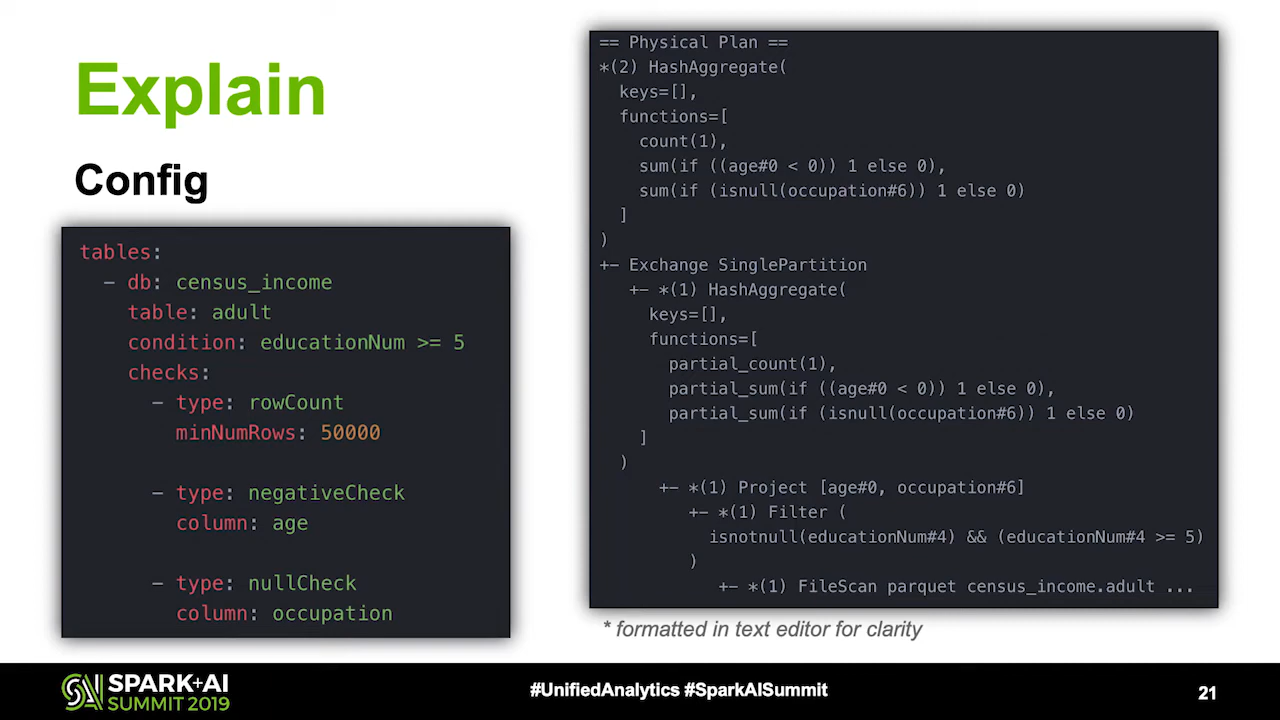 Explain
Config
tables:
  - db: census_income
    table: adult
    condition: educationNum >= 5
    checks:
      - type: rowCount
        minNumRows: 50000

      - type: negativeCheck
        column: age

      - type: nullCheck
        column: occupation
== Physical Plan ==
*(2) HashAggregate(
  keys=[],
  functions=[
    count(1),
    sum(if ((age#0 < 0)) 1 else 0),
    sum(if (isnull(occupation#6)) 1 else 0)
  ]
)
+- Exchange SinglePartition
   +- *(1) HashAggregate(
     keys=[],
     functions=[
       partial_count(1),
       partial_sum(if ((age#0 < 0)) 1 else 0),
       partial_sum(if (isnull(occupation#6)) 1 else 0)
    ]
  )
      +- *(1) Project [age#0, occupation#6]
         +- *(1) Filter (
           isnotnull(educationNum#4) && (educationNum#4 >= 5)
         )
            +- *(1) FileScan parquet census_income.adult ...
* formatted in text editor for clarity
SPARK+AI
SUMMIT 2019
#UnifiedAnalytics #SparkAISummit
21